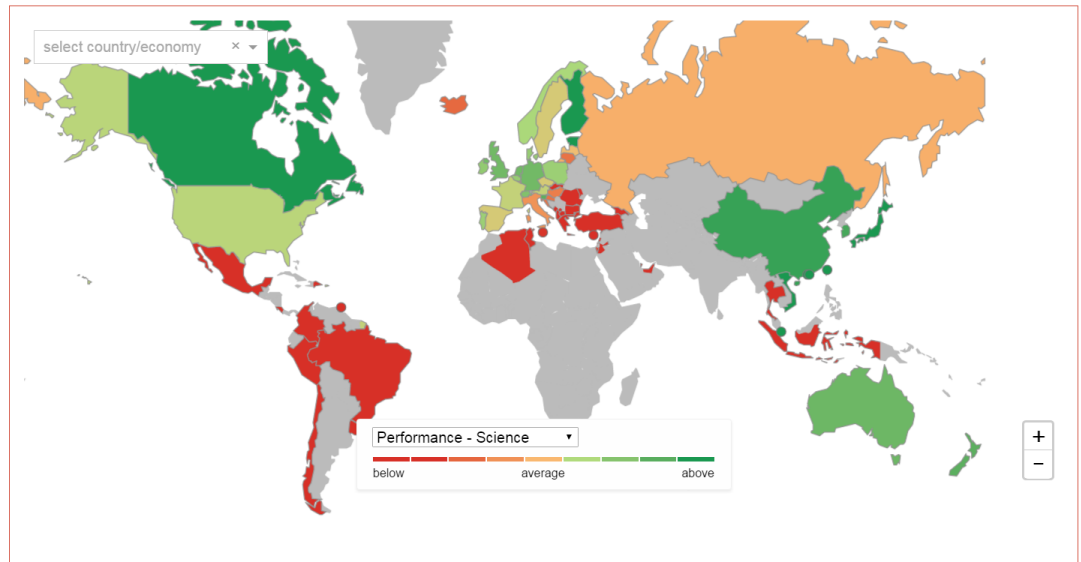 select country/economy × 
Performance - Science
below average above
+
−